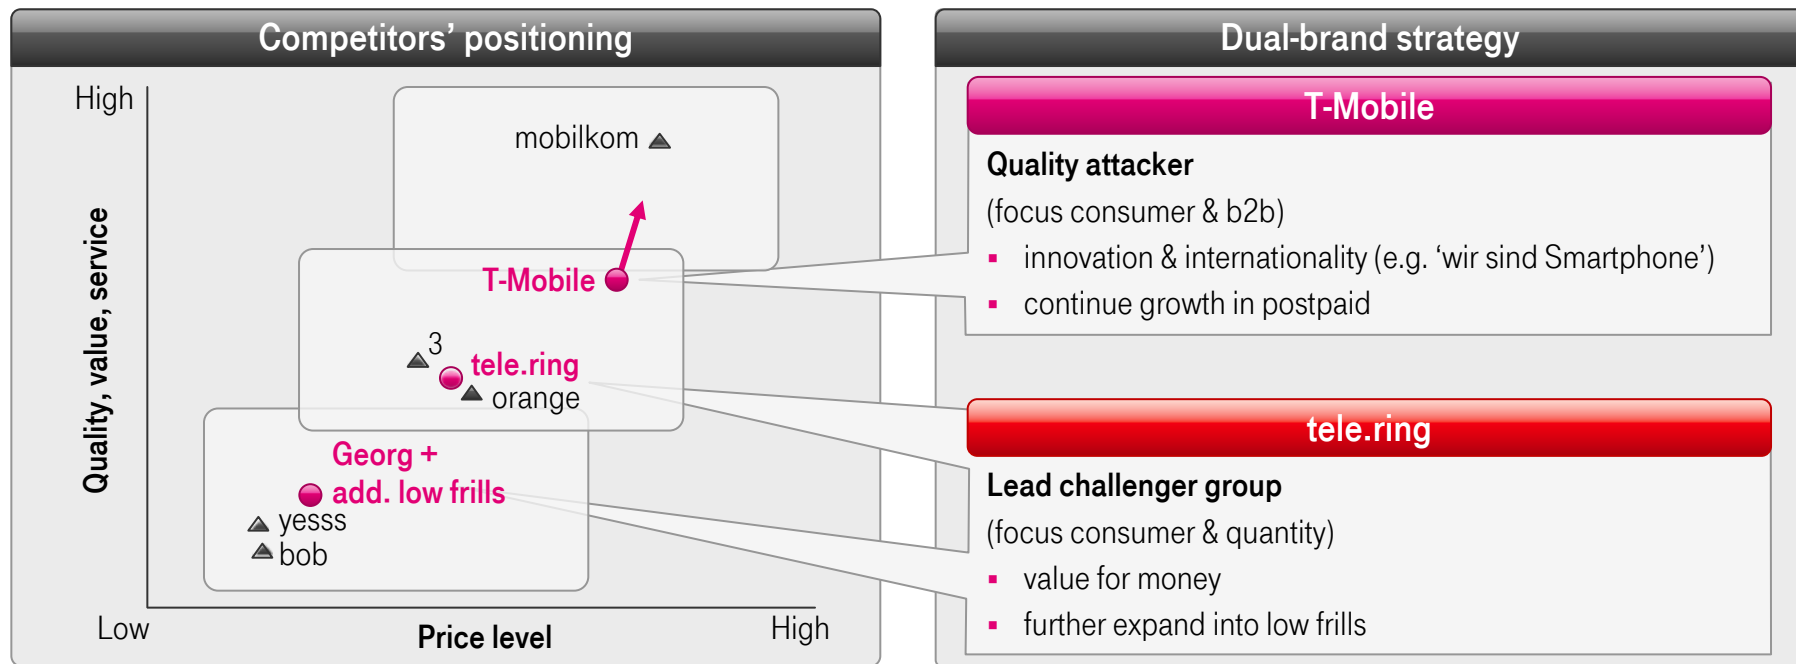 Competitors’ positioning
High
Quality, value, service
mobilkom
T-Mobile
3
tele.ring
orange
Georg +
add. low frills
yesss
bob
Low
Price level
High
Dual-brand strategy
T-Mobile
Quality attacker
(focus consumer & b2b)
▪ innovation & internationality (e.g. ‘wir sind Smartphone’)
▪ continue growth in postpaid
tele.ring
Lead challenger group
(focus consumer & quantity)
▪ value for money
▪ further expand into low frills